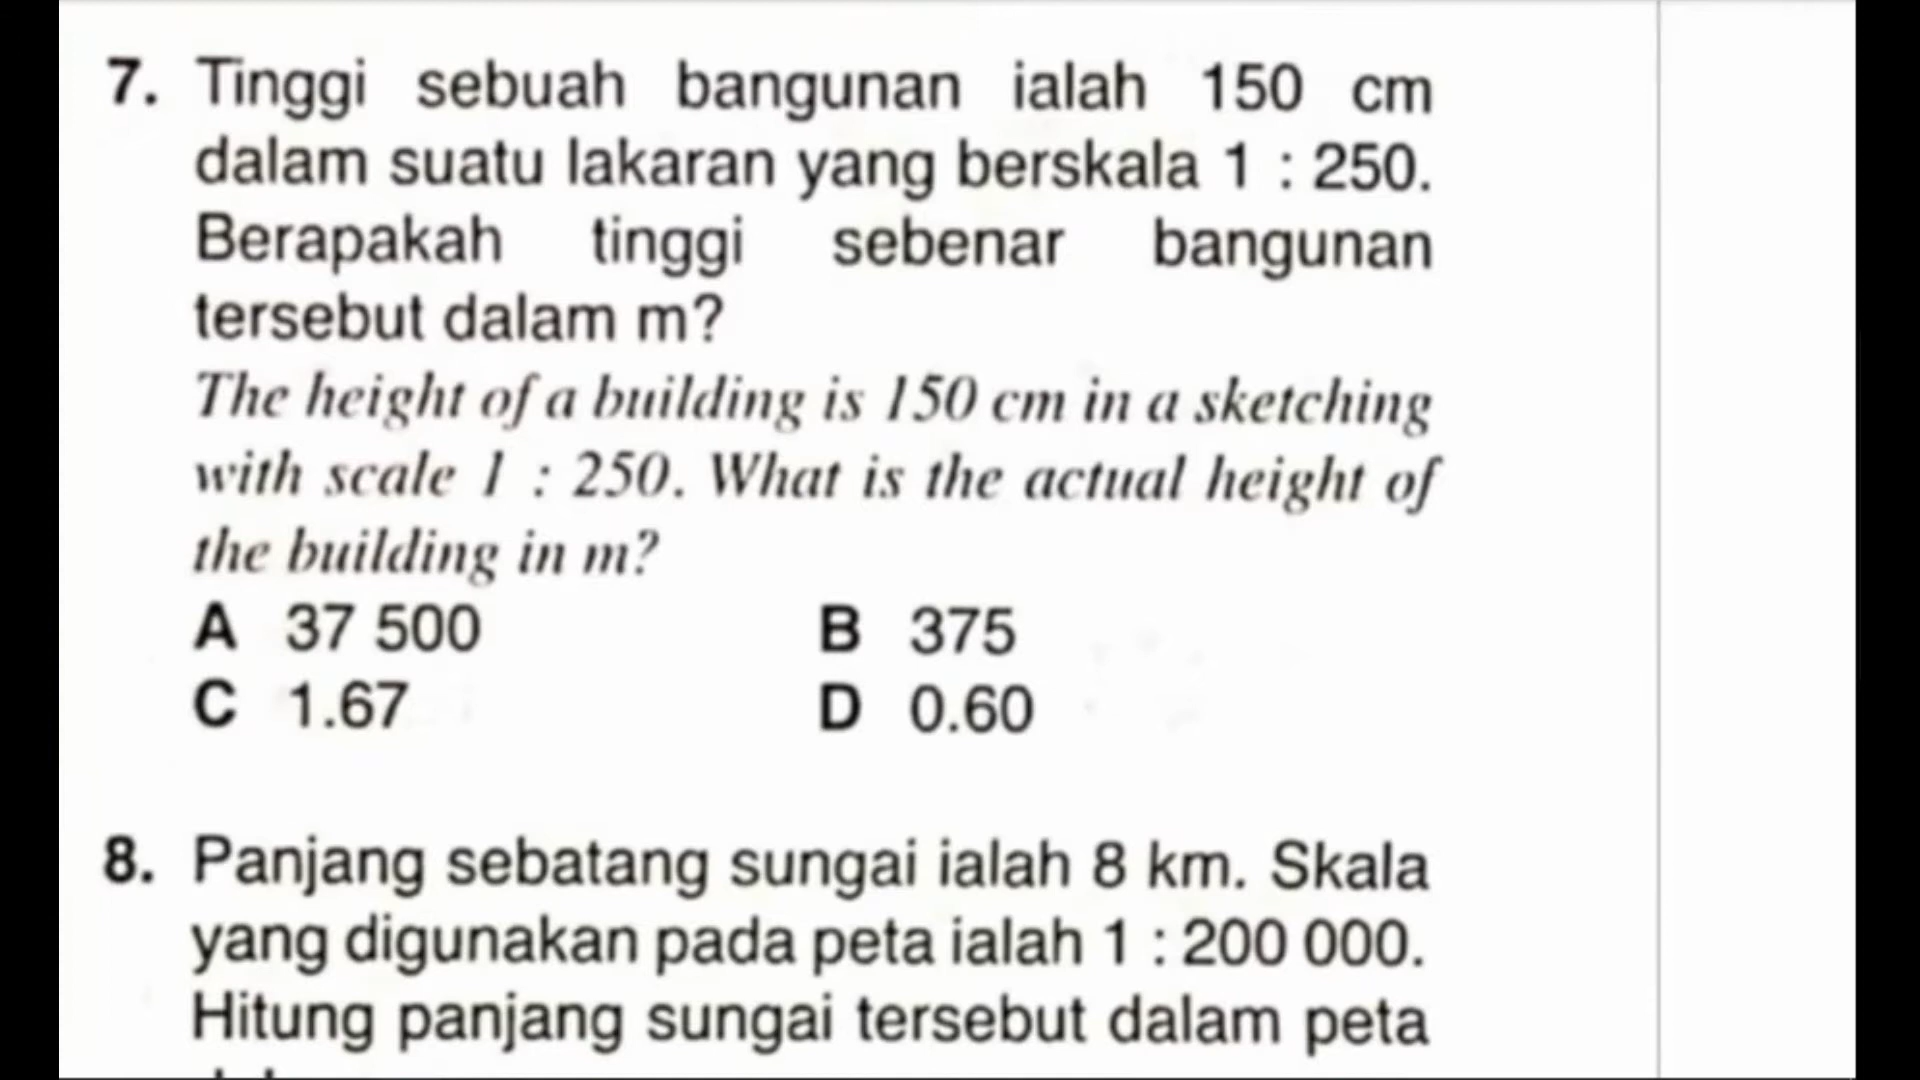 7. Tinggi sebuah bangunan ialah 150 cm
dalam suatu lakaran yang berskala 1 : 250.
Berapakah tinggi sebenar bangunan
tersebut dalam m?
The height of a building is 150 cm in a sketching
with scale 1 : 250. What is the actual height of
the building in m?
A 37 500 B 375
C 1.67 D 0.60
8. Panjang sebatang sungai ialah 8 km. Skala
yang digunakan pada peta ialah 1 : 200 000.
Hitung panjang sungai tersebut dalam peta